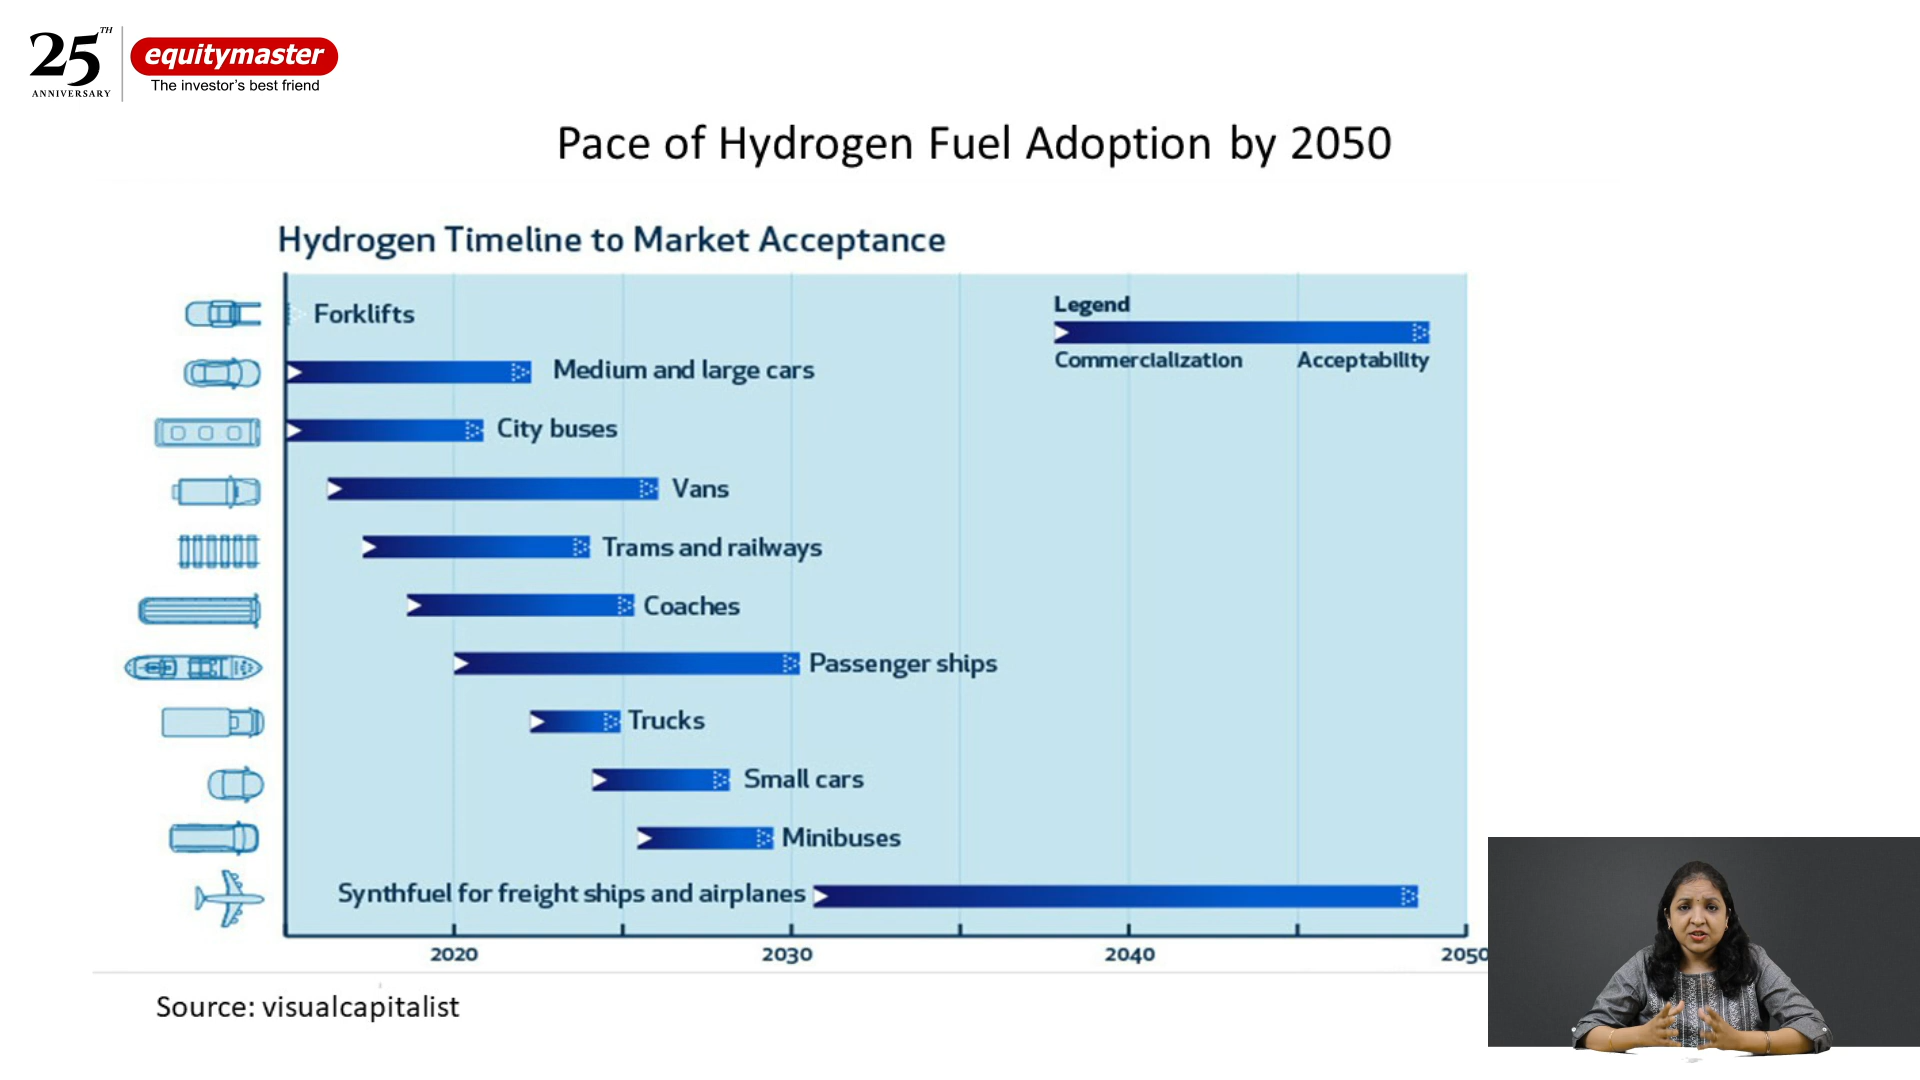 25TH
ANNIVERSARY
equitymaster
The investor's best friend
Pace of Hydrogen Fuel Adoption by 2050
Hydrogen Timeline to Market Acceptance
Forklifts
Legend
Commercialization Acceptability
Medium and large cars
City buses
Vans
Trams and railways
Coaches
Passenger ships
Trucks
Small cars
Minibuses
Synthfuel for freight ships and airplanes
2020 2030 2040 2050
Source: visualcapitalist